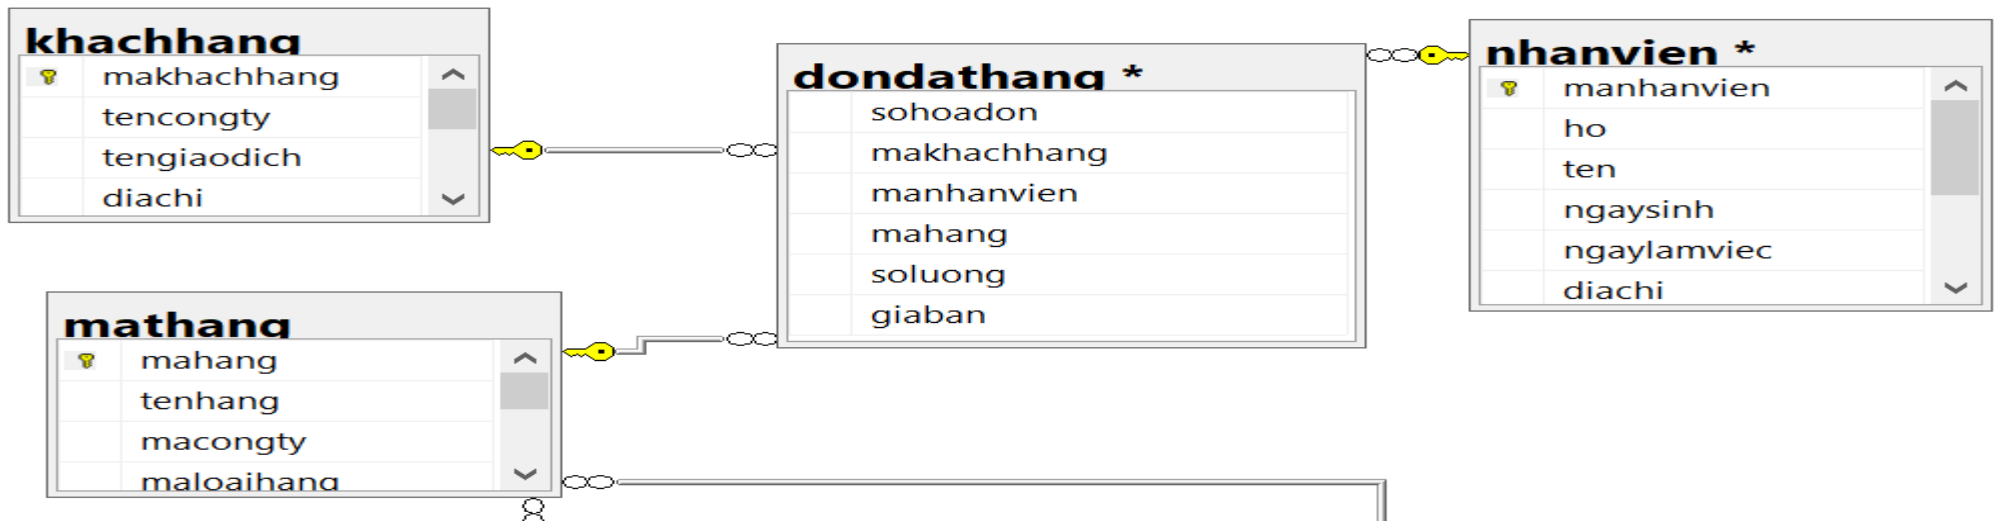 khachhang
makhachhang
tencongty
tengiaodich
diachi
dondathang *
sohoadon
makhachhang
manhanvien
mahang
soluong
giaban
nhanvien *
manhanvien
ho
ten
ngaysinh
ngaylamviec
diachi
mathang
mahang
tenhang
macongty
maloaihang